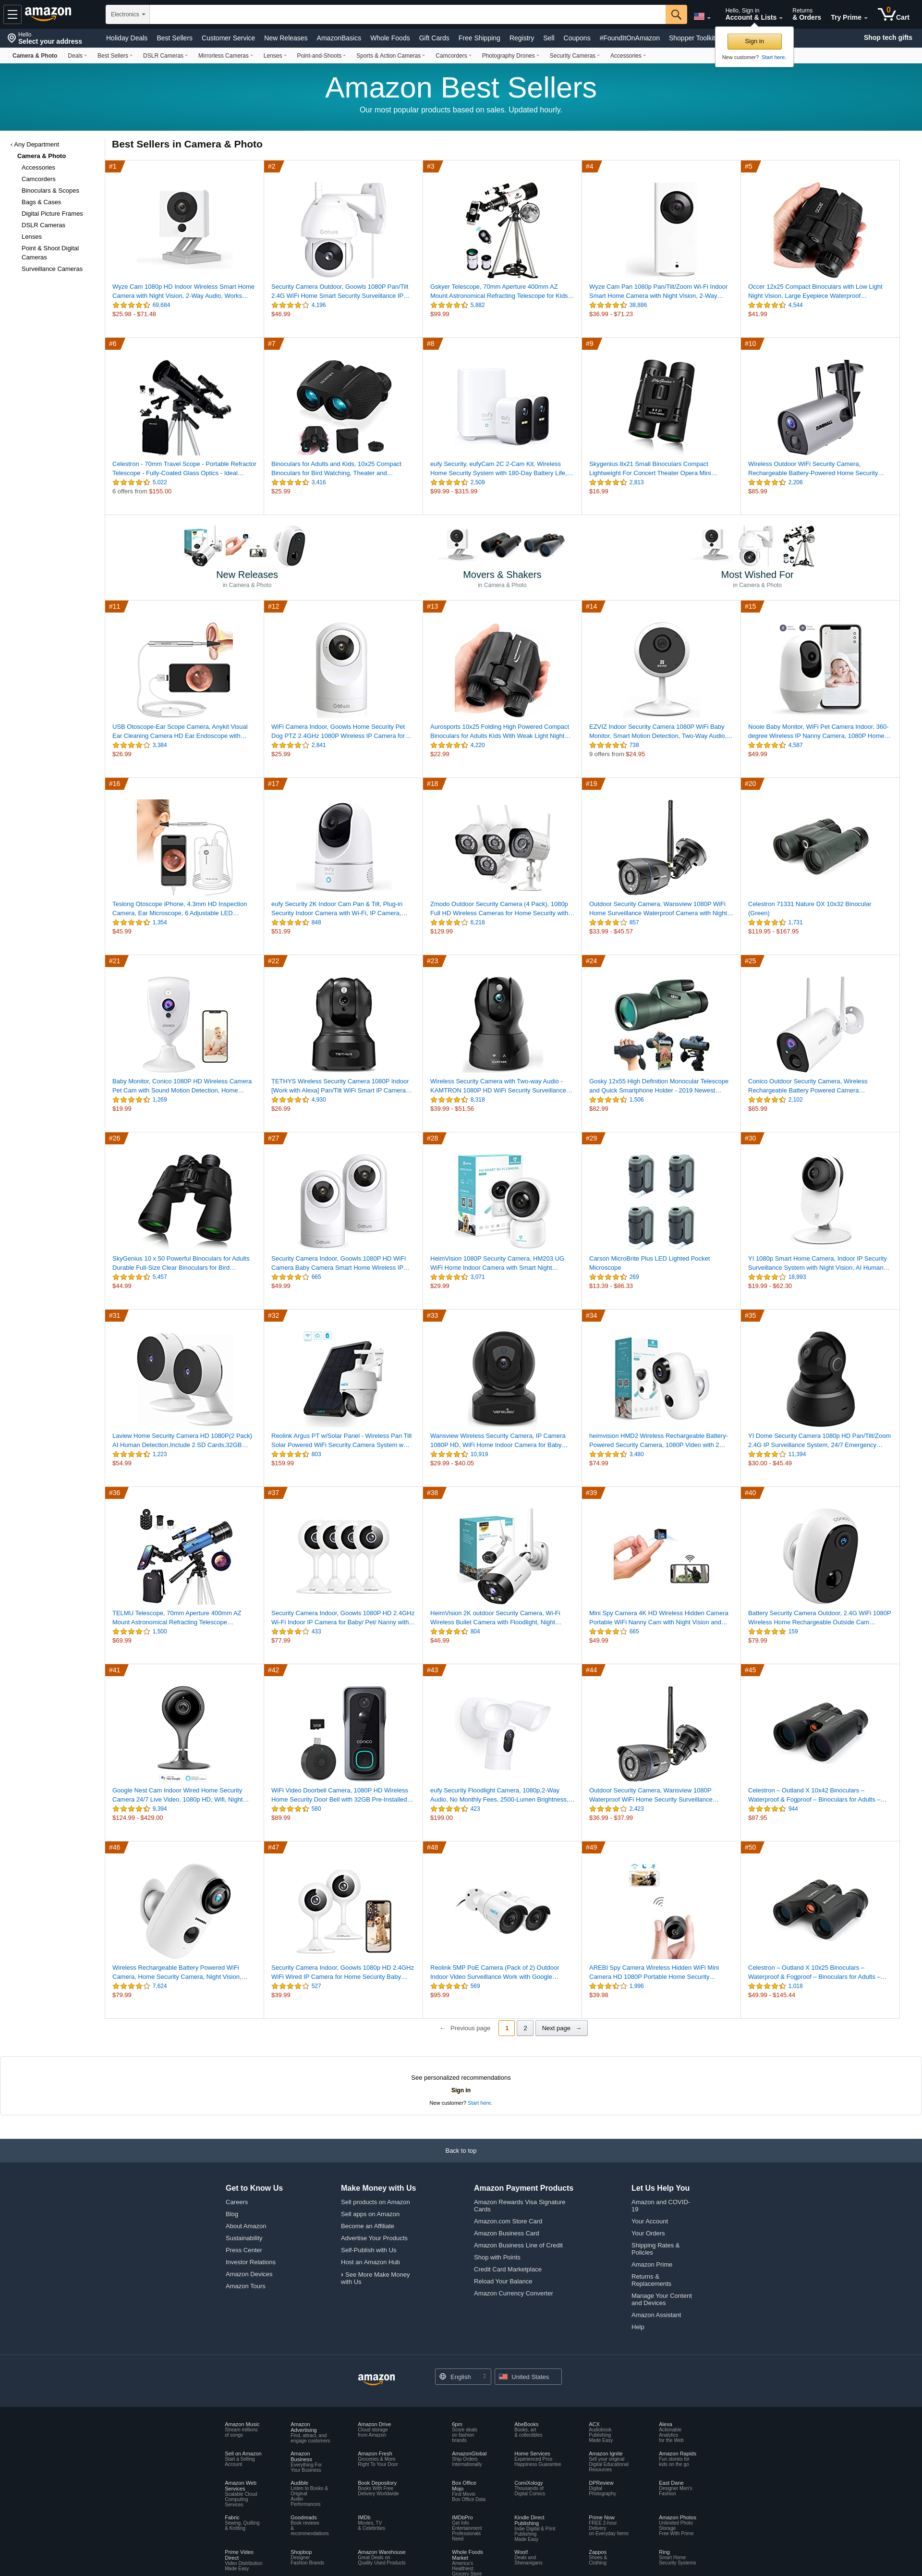 amazon
Electronics
Hello, Sign in
Account & Lists
Returns
& Orders
Try Prime
0
Cart
Hello
Select your address
Holiday Deals Best Sellers Customer Service New Releases AmazonBasics Whole Foods Gift Cards Free Shipping Registry Sell Coupons #FoundItOnAmazon Shopper Toolkit
Shop tech gifts
Sign in
New customer? Start here.
Camera & Photo Deals Best Sellers DSLR Cameras Mirrorless Cameras Lenses Point-and-Shoots Sports & Action Cameras Camcorders Photography Drones Security Cameras Accessories
Amazon Best Sellers
Our most popular products based on sales. Updated hourly.
‹ Any Department
Camera & Photo
Accessories
Camcorders
Binoculars & Scopes
Bags & Cases
Digital Picture Frames
DSLR Cameras
Lenses
Point & Shoot Digital
Cameras
Surveillance Cameras
Best Sellers in Camera & Photo
#1
Wyze Cam 1080p HD Indoor Wireless Smart Home
Camera with Night Vision, 2-Way Audio, Works…
69,684
$25.98 - $71.48
#2
Security Camera Outdoor, Goowls 1080P Pan/Tilt
2.4G WiFi Home Smart Security Surveillance IP…
4,196
$46.99
#3
Gskyer Telescope, 70mm Aperture 400mm AZ
Mount Astronomical Refracting Telescope for Kids…
5,882
$99.99
#4
Wyze Cam Pan 1080p Pan/Tilt/Zoom Wi-Fi Indoor
Smart Home Camera with Night Vision, 2-Way…
38,886
$36.99 - $71.23
#5
Occer 12x25 Compact Binoculars with Low Light
Night Vision, Large Eyepiece Waterproof…
4,544
$41.99
#6
Celestron - 70mm Travel Scope - Portable Refractor
Telescope - Fully-Coated Glass Optics - Ideal…
5,022
6 offers from $155.00
#7
Binoculars for Adults and Kids, 10x25 Compact
Binoculars for Bird Watching, Theater and…
3,416
$25.99
#8
eufy Security, eufyCam 2C 2-Cam Kit, Wireless
Home Security System with 180-Day Battery Life,…
2,509
$99.99 - $315.99
#9
Skygenius 8x21 Small Binoculars Compact
Lightweight For Concert Theater Opera Mini…
2,813
$16.99
#10
Wireless Outdoor WiFi Security Camera,
Rechargeable Battery-Powered Home Security…
2,206
$85.99
New Releases
in Camera & Photo
Movers & Shakers
in Camera & Photo
Most Wished For
in Camera & Photo
#11
USB Otoscope-Ear Scope Camera, Anykit Visual
Ear Cleaning Camera HD Ear Endoscope with…
3,384
$26.99
#12
WiFi Camera Indoor, Goowls Home Security Pet
Dog PTZ 2.4GHz 1080P Wireless IP Camera for…
2,841
$25.99
#13
Aurosports 10x25 Folding High Powered Compact
Binoculars for Adults Kids With Weak Light Night…
4,220
$22.99
#14
EZVIZ Indoor Security Camera 1080P WiFi Baby
Monitor, Smart Motion Detection, Two-Way Audio,…
738
9 offers from $24.95
#15
Nooie Baby Monitor, WiFi Pet Camera Indoor, 360-
degree Wireless IP Nanny Camera, 1080P Home…
4,587
$49.99
#16
Teslong Otoscope iPhone, 4.3mm HD Inspection
Camera, Ear Microscope, 6 Adjustable LED…
1,354
$45.99
#17
eufy Security 2K Indoor Cam Pan & Tilt, Plug-in
Security Indoor Camera with Wi-Fi, IP Camera,…
848
$51.99
#18
Zmodo Outdoor Security Camera (4 Pack), 1080p
Full HD Wireless Cameras for Home Security with…
6,218
$129.99
#19
Outdoor Security Camera, Wansview 1080P WiFi
Home Surveillance Waterproof Camera with Night…
857
$33.99 - $45.57
#20
Celestron 71331 Nature DX 10x32 Binocular
(Green)
1,731
$119.95 - $167.95
#21
Baby Monitor, Conico 1080P HD Wireless Camera
Pet Cam with Sound Motion Detection, Home…
1,269
$19.99
#22
TETHYS Wireless Security Camera 1080P Indoor
[Work with Alexa] Pan/Tilt WiFi Smart IP Camera…
4,930
$26.99
#23
Wireless Security Camera with Two-way Audio -
KAMTRON 1080P HD WiFi Security Surveillance…
8,318
$39.99 - $51.56
#24
Gosky 12x55 High Definition Monocular Telescope
and Quick Smartphone Holder - 2019 Newest…
1,506
$82.99
#25
Conico Outdoor Security Camera, Wireless
Rechargeable Battery Powered Camera…
2,102
$85.99
#26
SkyGenius 10 x 50 Powerful Binoculars for Adults
Durable Full-Size Clear Binoculars for Bird…
5,457
$44.99
#27
Security Camera Indoor, Goowls 1080P HD WiFi
Camera Baby Camera Smart Home Wireless IP…
665
$49.99
#28
HeimVision 1080P Security Camera, HM203 UG
WiFi Home Indoor Camera with Smart Night…
3,071
$29.99
#29
Carson MicroBrite Plus LED Lighted Pocket
Microscope
269
$13.39 - $86.33
#30
YI 1080p Smart Home Camera, Indoor IP Security
Surveillance System with Night Vision, AI Human…
18,893
$19.99 - $62.30
#31
Laview Home Security Camera HD 1080P(2 Pack)
AI Human Detection,Include 2 SD Cards,32GB…
1,223
$54.99
#32
Reolink Argus PT w/Solar Panel - Wireless Pan Tilt
Solar Powered WiFi Security Camera System w…
803
$159.99
#33
Wansview Wireless Security Camera, IP Camera
1080P HD, WiFi Home Indoor Camera for Baby…
10,919
$29.99 - $40.05
#34
heimvision HMD2 Wireless Rechargeable Battery-
Powered Security Camera, 1080P Video with 2…
3,480
$74.99
#35
YI Dome Security Camera 1080p HD Pan/Tilt/Zoom
2.4G IP Surveillance System, 24/7 Emergency…
11,394
$30.00 - $45.49
#36
TELMU Telescope, 70mm Aperture 400mm AZ
Mount Astronomical Refracting Telescope…
1,500
$69.99
#37
Security Camera Indoor, Goowls 1080P HD 2.4GHz
Wi-Fi Indoor IP Camera for Baby/ Pet/ Nanny with…
433
$77.99
#38
HeimVision 2K outdoor Security Camera, Wi-Fi
Wireless Bullet Camera with Floodlight, Night…
804
$46.99
#39
Mini Spy Camera 4K HD Wireless Hidden Camera
Portable WiFi Nanny Cam with Night Vision and…
665
$49.99
#40
Battery Security Camera Outdoor, 2.4G WiFi 1080P
Wireless Home Rechargeable Outside Cam…
159
$79.99
#41
Google Nest Cam Indoor Wired Home Security
Camera 24/7 Live Video, 1080p HD, Wifi, Night…
9,394
$124.99 - $429.00
#42
WiFi Video Doorbell Camera, 1080P HD Wireless
Home Security Door Bell with 32GB Pre-Installed…
580
$89.99
#43
eufy Security Floodlight Camera, 1080p,2-Way
Audio, No Monthly Fees, 2500-Lumen Brightness,…
423
$199.00
#44
Outdoor Security Camera, Wansview 1080P
Waterproof WiFi Home Security Surveillance…
2,423
$36.99 - $37.99
#45
Celestron – Outland X 10x42 Binoculars –
Waterproof & Fogproof – Binoculars for Adults –…
944
$87.95
#46
Wireless Rechargeable Battery Powered WiFi
Camera, Home Security Camera, Night Vision,…
7,624
$79.99
#47
Security Camera Indoor, Goowls 1080p HD 2.4GHz
WiFi Wired IP Camera for Home Security Baby…
527
$39.99
#48
Reolink 5MP PoE Camera (Pack of 2) Outdoor
Indoor Video Surveillance Work with Google…
569
$95.99
#49
AREBI Spy Camera Wireless Hidden WiFi Mini
Camera HD 1080P Portable Home Security…
1,996
$39.98
#50
Celestron – Outland X 10x25 Binoculars –
Waterproof & Fogproof – Binoculars for Adults –…
1,018
$49.99 - $145.44
← Previous page 1 2 Next page →
See personalized recommendations
Sign in
New customer? Start here.
Back to top
Get to Know Us
Careers
Blog
About Amazon
Sustainability
Press Center
Investor Relations
Amazon Devices
Amazon Tours
Make Money with Us
Sell products on Amazon
Sell apps on Amazon
Become an Affiliate
Advertise Your Products
Self-Publish with Us
Host an Amazon Hub
› See More Make Money
with Us
Amazon Payment Products
Amazon Rewards Visa Signature
Cards
Amazon.com Store Card
Amazon Business Card
Amazon Business Line of Credit
Shop with Points
Credit Card Marketplace
Reload Your Balance
Amazon Currency Converter
Let Us Help You
Amazon and COVID-
19
Your Account
Your Orders
Shipping Rates &
Policies
Amazon Prime
Returns &
Replacements
Manage Your Content
and Devices
Amazon Assistant
Help
amazon
English
United States
Amazon Music
Stream millions
of songs
Amazon
Advertising
Find, attract, and
engage customers
Amazon Drive
Cloud storage
from Amazon
6pm
Score deals
on fashion
brands
AbeBooks
Books, art
& collectibles
ACX
Audiobook
Publishing
Made Easy
Alexa
Actionable
Analytics
for the Web
Sell on Amazon
Start a Selling
Account
Amazon
Business
Everything For
Your Business
Amazon Fresh
Groceries & More
Right To Your Door
AmazonGlobal
Ship Orders
Internationally
Home Services
Experienced Pros
Happiness Guarantee
Amazon Ignite
Sell your original
Digital Educational
Resources
Amazon Rapids
Fun stories for
kids on the go
Amazon Web
Services
Scalable Cloud
Computing
Services
Audible
Listen to Books &
Original
Audio
Performances
Book Depository
Books With Free
Delivery Worldwide
Box Office
Mojo
Find Movie
Box Office Data
ComiXology
Thousands of
Digital Comics
DPReview
Digital
Photography
East Dane
Designer Men's
Fashion
Fabric
Sewing, Quilting
& Knitting
Goodreads
Book reviews
&
recommendations
IMDb
Movies, TV
& Celebrities
IMDbPro
Get Info
Entertainment
Professionals
Need
Kindle Direct
Publishing
Indie Digital & Print
Publishing
Made Easy
Prime Now
FREE 2-hour
Delivery
on Everyday Items
Amazon Photos
Unlimited Photo
Storage
Free With Prime
Prime Video
Direct
Video Distribution
Made Easy
Shopbop
Designer
Fashion Brands
Amazon Warehouse
Great Deals on
Quality Used Products
Whole Foods
Market
America's
Healthiest
Grocery Store
Woot!
Deals and
Shenanigans
Zappos
Shoes &
Clothing
Ring
Smart Home
Security Systems